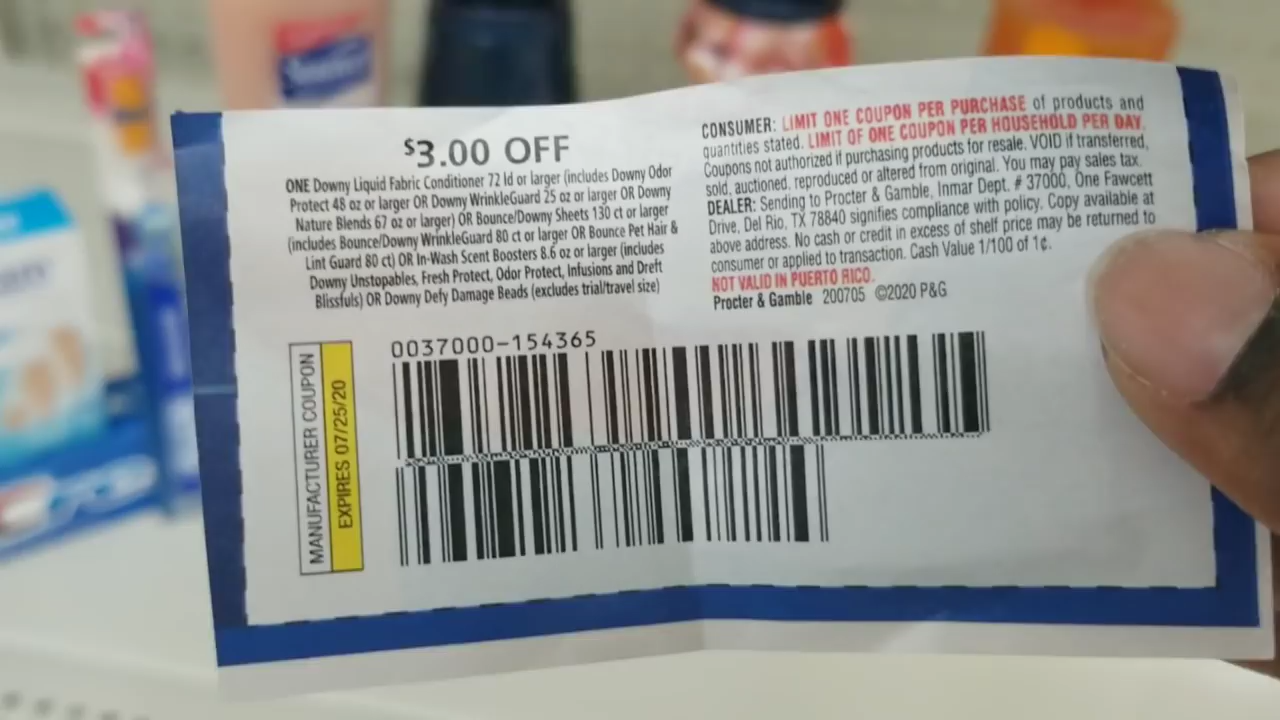 $3.00 OFF
ONE Downy Liquid Fabric Conditioner 72 ld or larger (includes Downy Odor
Protect 48 oz or larger OR Downy WrinkleGuard 25 oz or larger OR Downy
Nature Blends 67 oz or larger) OR Bounce/Downy Sheets 130 ct or larger
(includes Bounce/Downy WrinkleGuard 80 ct or larger OR Bounce Pet Hair &
Lint Guard 80 ct) OR In-Wash Scent Boosters 8.6 oz or larger (includes
Downy Unstopables, Fresh Protect, Odor Protect, Infusions and Dreft
Blissfuls) OR Downy Defy Damage Beads (excludes trial/travel size)
CONSUMER: LIMIT ONE COUPON PER PURCHASE of products and
quantities stated. LIMIT OF ONE COUPON PER HOUSEHOLD PER DAY.
Coupons not authorized if purchasing products for resale. VOID if transferred,
sold, auctioned, reproduced or altered from original. You may pay sales tax.
DEALER: Sending to Procter & Gamble, Inmar Dept. # 37000, One Fawcett
Drive, Del Rio, TX 78840 signifies compliance with policy. Copy available at
above address. No cash or credit in excess of shelf price may be returned to
consumer or applied to transaction. Cash Value 1/100 of 1¢.
NOT VALID IN PUERTO RICO.
Procter & Gamble 200705 ©2020 P&G
MANUFACTURER COUPON
EXPIRES 07/25/20
0037000-154365